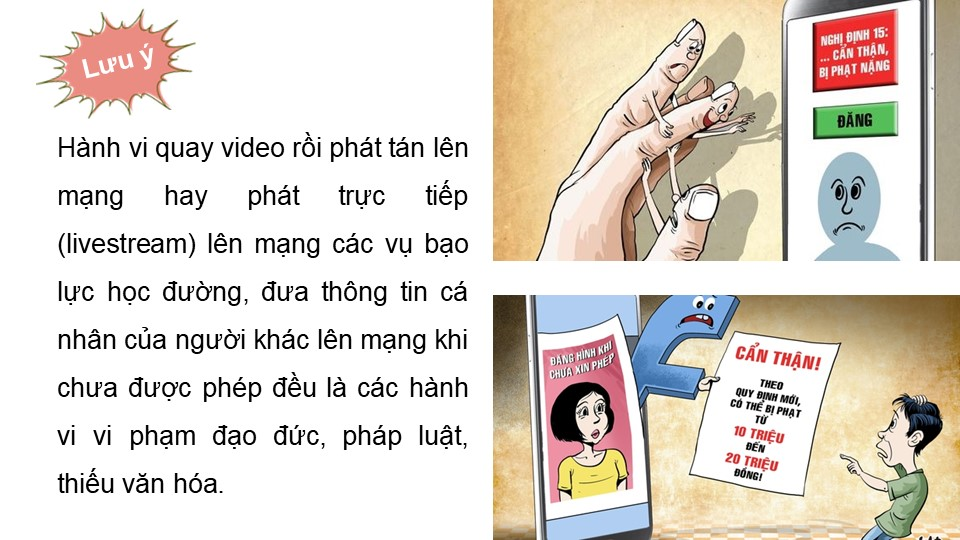 Lưu ý
Hành vi quay video rồi phát tán lên
mạng hay phát trực tiếp
(livestream) lên mạng các vụ bạo
lực học đường, đưa thông tin cá
nhân của người khác lên mạng khi
chưa được phép đều là các hành
vi vi phạm đạo đức, pháp luật,
thiếu văn hóa.
NGHỊ ĐỊNH 15:
... CẨN THẬN,
BỊ PHẠT NẶNG
ĐĂNG
ĐĂNG HÌNH KHI
CHƯA XIN PHÉP
CẨN THẬN!
THEO
QUY ĐỊNH MỚI,
CÓ THỂ BỊ PHẠT
TỪ
10 TRIỆU
ĐẾN
20 TRIỆU
ĐỒNG!